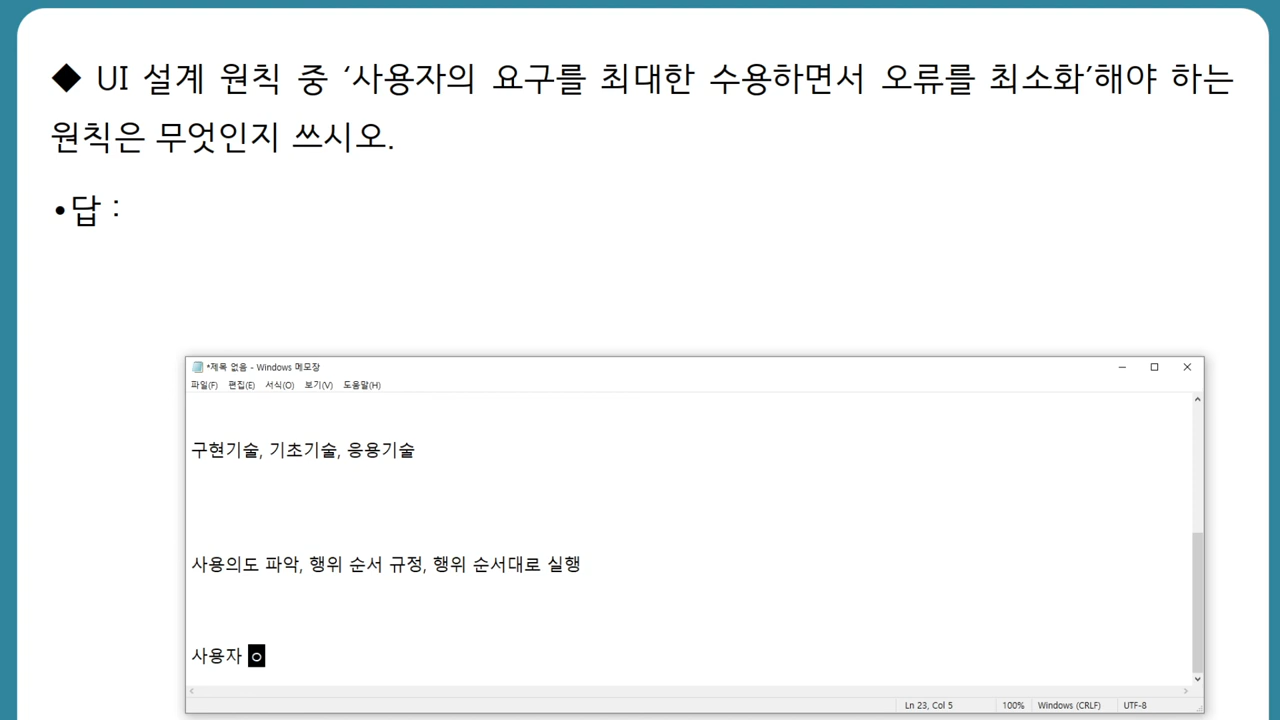 ◆ UI 설계 원칙 중 ‘사용자의 요구를 최대한 수용하면서 오류를 최소화’해야 하는
원칙은 무엇인지 쓰시오.
•답 :
*제목 없음 - Windows 메모장
파일(F) 편집(E) 서식(O) 보기(V) 도움말(H)
구현기술, 기초기술, 응용기술
사용의도 파악, 행위 순서 규정, 행위 순서대로 실행
사용자 ㅇ
Ln 23, Col 5 100% Windows (CRLF) UTF-8